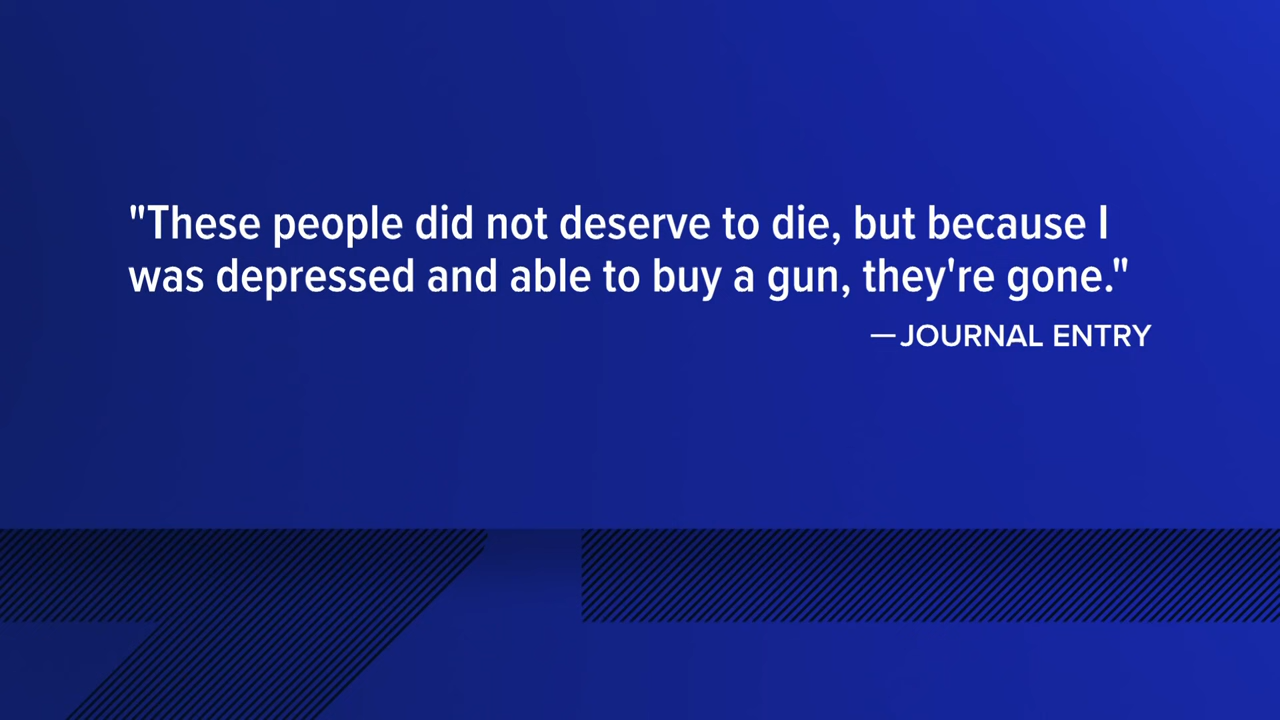 "These people did not deserve to die, but because I
was depressed and able to buy a gun, they're gone."
—JOURNAL ENTRY